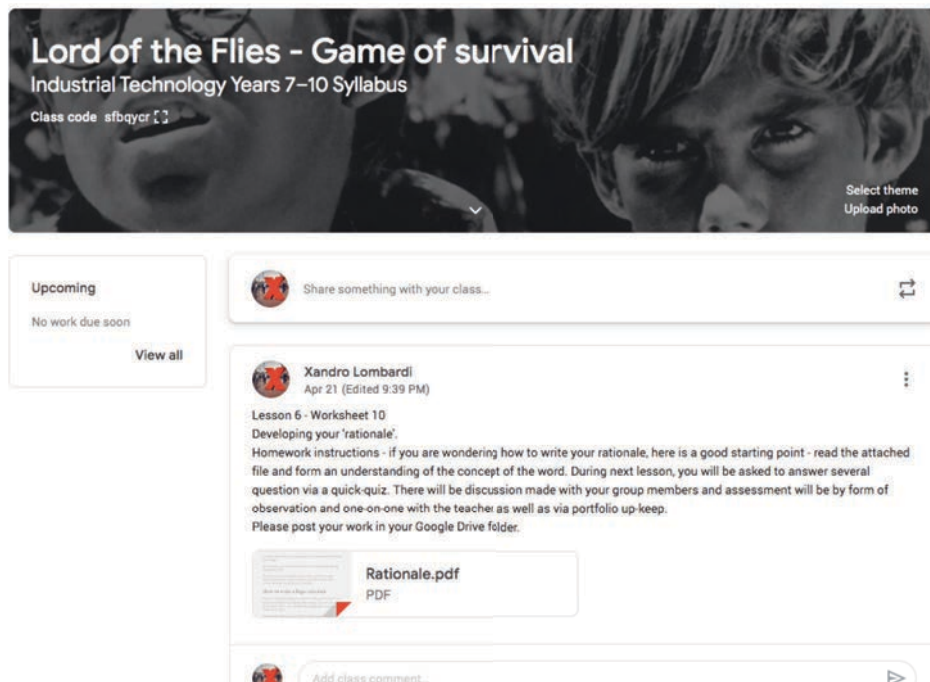 Lord of the Flies - Game of survival
Industrial Technology Years 7–10 Syllabus
Class code sfbqycr
Select theme
Upload photo
Upcoming
No work due soon
View all
Share something with your class...
Xandro Lombardi
Apr 21 (Edited 9:39 PM)
Lesson 6 - Worksheet 10
Developing your 'rationale'.
Homework instructions - if you are wondering how to write your rationale, here is a good starting point - read the attached
file and form an understanding of the concept of the word. During next lesson, you will be asked to answer several
question via a quick-quiz. There will be discussion made with your group members and assessment will be by form of
observation and one-on-one with the teacher as well as via portfolio up-keep.
Please post your work in your Google Drive folder.
Rationale.pdf
PDF
Add class comment...